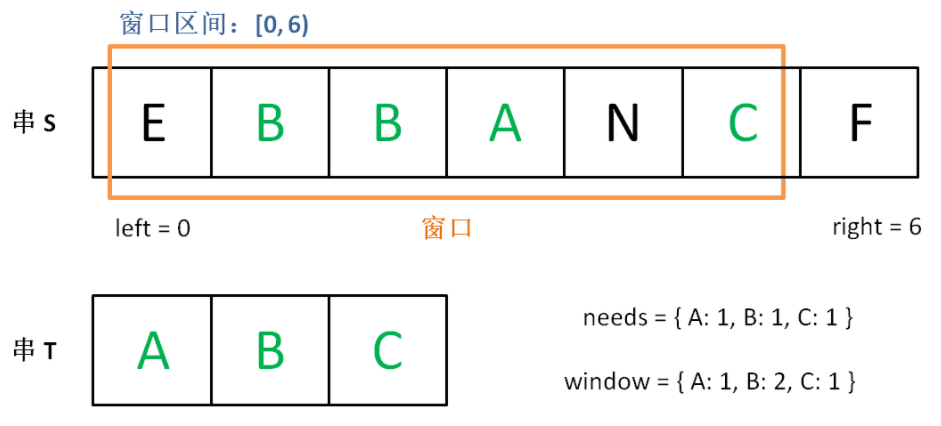 窗口区间：[0, 6)
串 S
E B B A N C F
left = 0
窗口
right = 6
串 T
A B C
needs = { A: 1, B: 1, C: 1 }
window = { A: 1, B: 2, C: 1 }